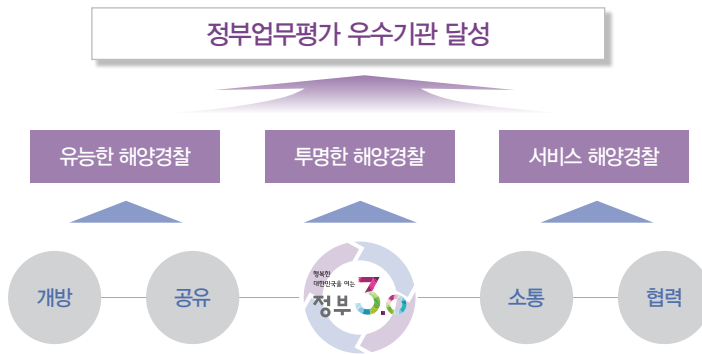 정부업무평가 우수기관 달성
유능한 해양경찰
투명한 해양경찰
서비스 해양경찰
개방
공유
행복한
대한민국을 여는
정부 3.0
소통
협력